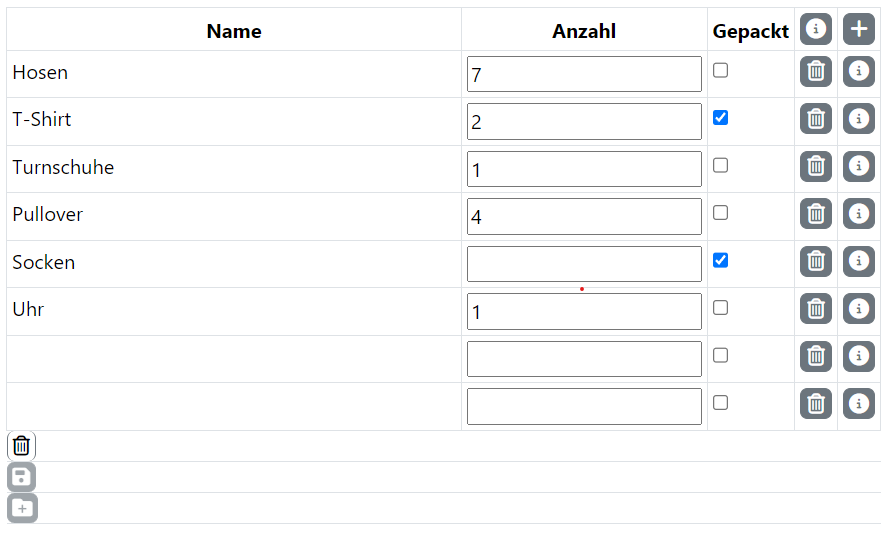 Name Anzahl Gepackt
Hosen 7
T-Shirt 2
Turnschuhe 1
Pullover 4
Socken
Uhr 1